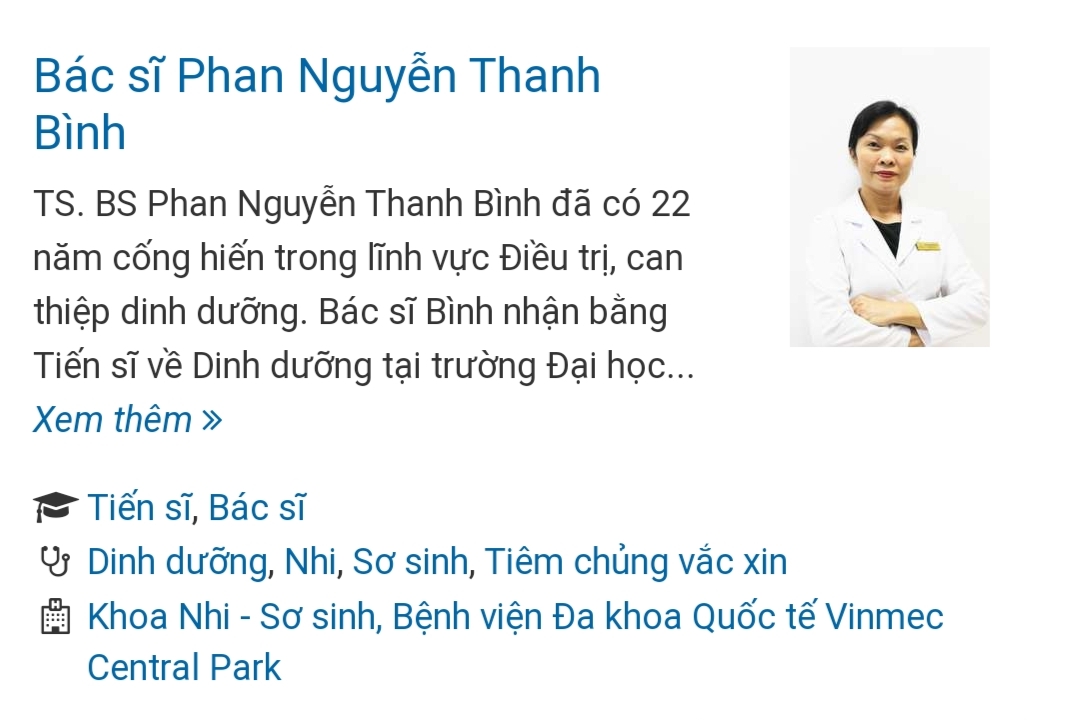 Bác sĩ Phan Nguyễn Thanh
Bình
TS. BS Phan Nguyễn Thanh Bình đã có 22
năm cống hiến trong lĩnh vực Điều trị, can
thiệp dinh dưỡng. Bác sĩ Bình nhận bằng
Tiến sĩ về Dinh dưỡng tại trường Đại học...
Xem thêm »
Tiến sĩ, Bác sĩ
Dinh dưỡng, Nhi, Sơ sinh, Tiêm chủng vắc xin
Khoa Nhi - Sơ sinh, Bệnh viện Đa khoa Quốc tế Vinmec
Central Park